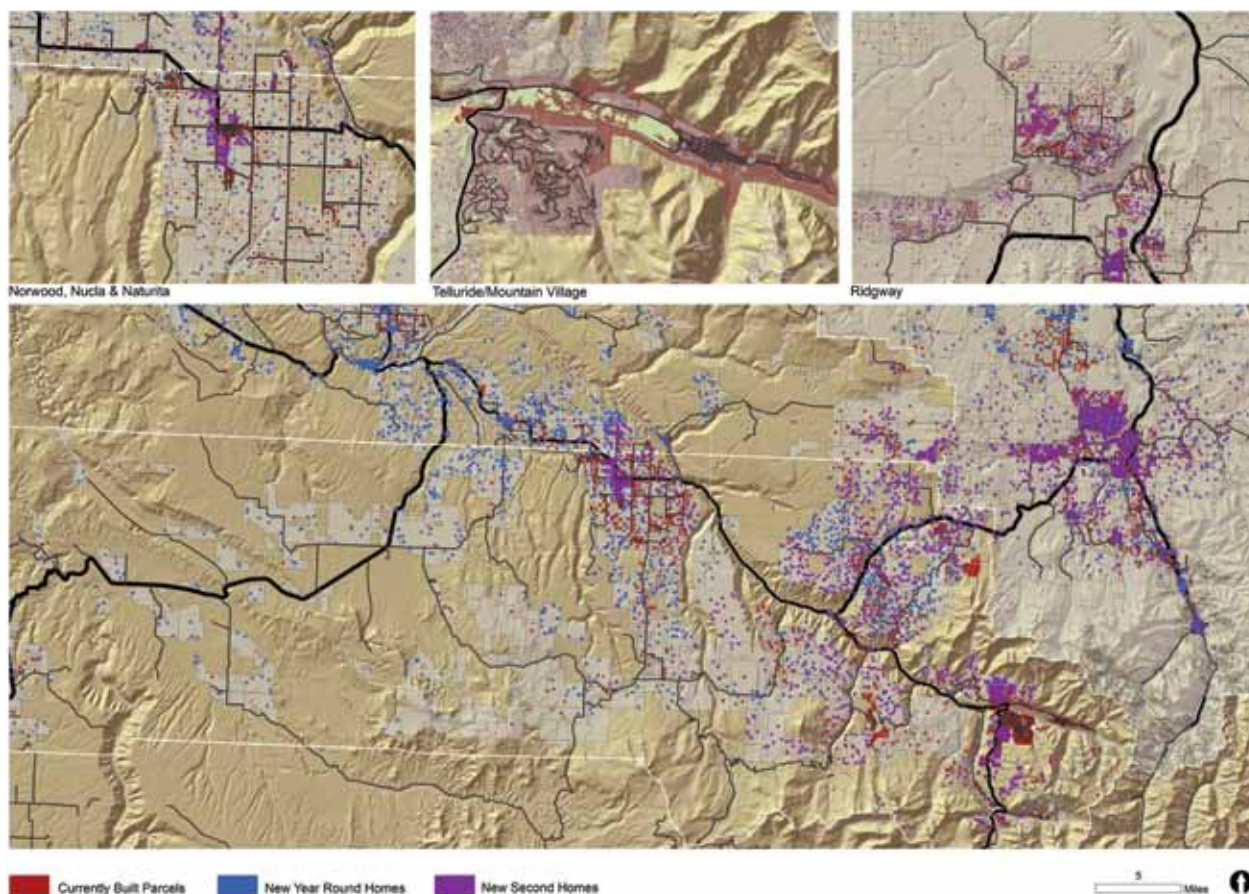 Norwood, Nucla & Naturita
Telluride/Mountain Village
Ridgway
Currently Built Parcels
New Year Round Homes
New Second Homes
5
Miles